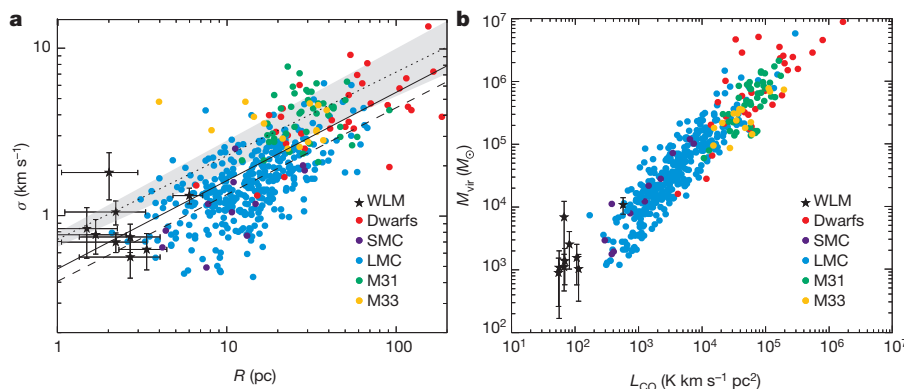 a
10
1
σ (km s⁻¹)
1
10
100
R (pc)
WLM
Dwarfs
SMC
LMC
M31
M33
b
10⁷
10⁶
10⁵
10⁴
10³
10²
M_vir (M_⊙)
10¹
10²
10³
10⁴
10⁵
10⁶
10⁷
L_CO (K km s⁻¹ pc²)
WLM
Dwarfs
SMC
LMC
M31
M33